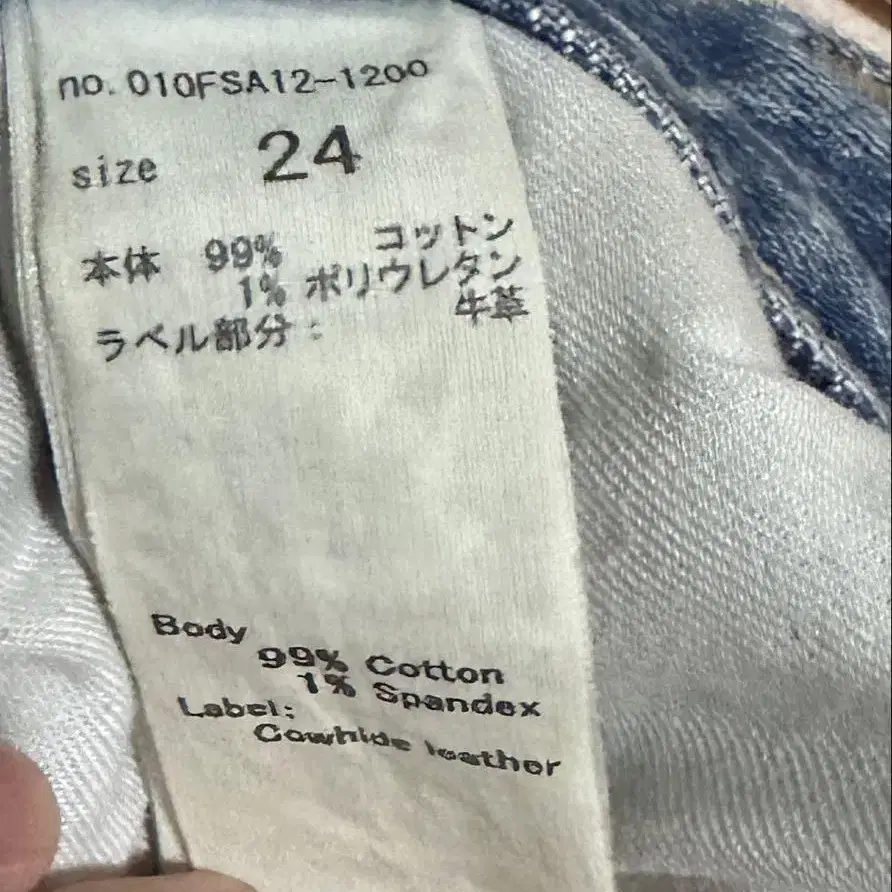 no. 010FSA12-1200
size 24
本体 99% コットン
1% ポリウレタン
ラベル部分: 牛革
Body
99% Cotton
1% Spandex
Label:
Cowhide leather